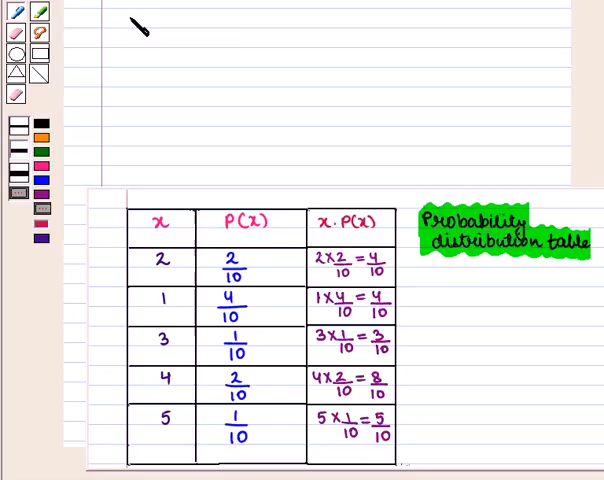 x P(x) x · P(x)
2 2/10 2 × 2/10 = 4/10
1 4/10 1 × 4/10 = 4/10
3 1/10 3 × 1/10 = 3/10
4 2/10 4 × 2/10 = 8/10
5 1/10 5 × 1/10 = 5/10
Probability
distribution table